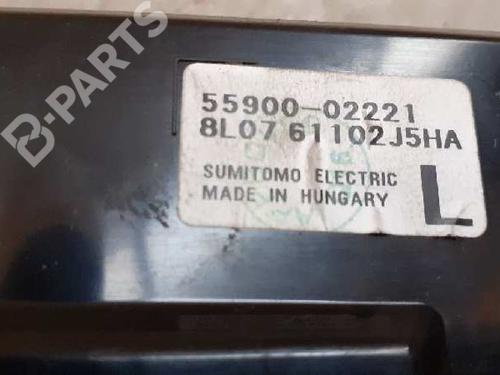 B-PARTS
55900-02221
8L07 61102J5HA
SUMITOMO ELECTRIC
MADE IN HUNGARY
L